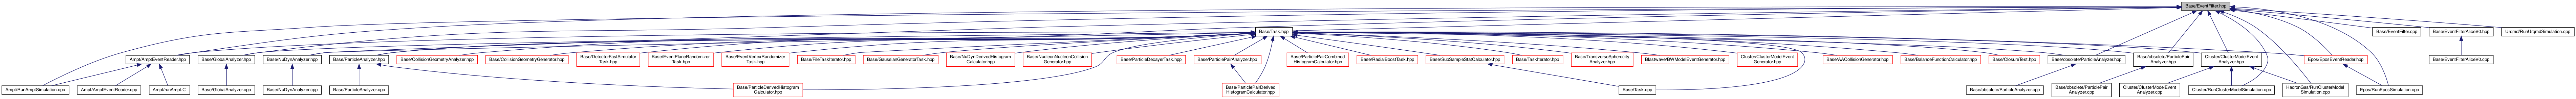 Base/EventFilter.hpp
Base/Task.hpp
Base/EventFilter.cpp
Base/EventFilterAliceV0.hpp
Urqmd/RunUrqmdSimulation.cpp
Ampt/AmptEventReader.hpp
Base/GlobalAnalyzer.hpp
Base/NuDynAnalyzer.hpp
Base/ParticleAnalyzer.hpp
Base/CollisionGeometryAnalyzer.hpp
Base/CollisionGeometryGenerator.hpp
Base/DetectorFastSimulator
Task.hpp
Base/EventPlaneRandomizer
Task.hpp
Base/EventVertexRandomizer
Task.hpp
Base/FileTaskIterator.hpp
Base/GaussianGeneratorTask.hpp
Base/NuDynDerivedHistogram
Calculator.hpp
Base/NucleonNucleonCollision
Generator.hpp
Base/ParticleDecayerTask.hpp
Base/ParticlePairAnalyzer.hpp
Base/ParticlePairCombined
HistogramCalculator.hpp
Base/RadialBoostTask.hpp
Base/SubSampleStatCalculator.hpp
Base/TaskIterator.hpp
Base/TransverseSpherocity
Analyzer.hpp
Blastwave/BWModelEventGenerator.hpp
Cluster/ClusterModelEvent
Generator.hpp
Base/AACollisionGenerator.hpp
Base/BalanceFunctionCalculator.hpp
Base/ClosureTest.hpp
Base/obsolete/ParticleAnalyzer.hpp
Base/obsolete/ParticlePair
Analyzer.hpp
Cluster/ClusterModelEvent
Analyzer.hpp
Epos/EposEventReader.hpp
Base/EventFilterAliceV0.cpp
Ampt/RunAmptSimulation.cpp
Ampt/AmptEventReader.cpp
Ampt/runAmpt.C
Base/GlobalAnalyzer.cpp
Base/NuDynAnalyzer.cpp
Base/ParticleAnalyzer.cpp
Base/ParticleDerivedHistogram
Calculator.hpp
Base/ParticlePairDerived
HistogramCalculator.hpp
Base/Task.cpp
Base/obsolete/ParticleAnalyzer.cpp
Base/obsolete/ParticlePair
Analyzer.cpp
Cluster/ClusterModelEvent
Analyzer.cpp
Cluster/RunClusterModelSimulation.cpp
HadronGas/RunClusterModel
Simulation.cpp
Epos/RunEposSimulation.cpp